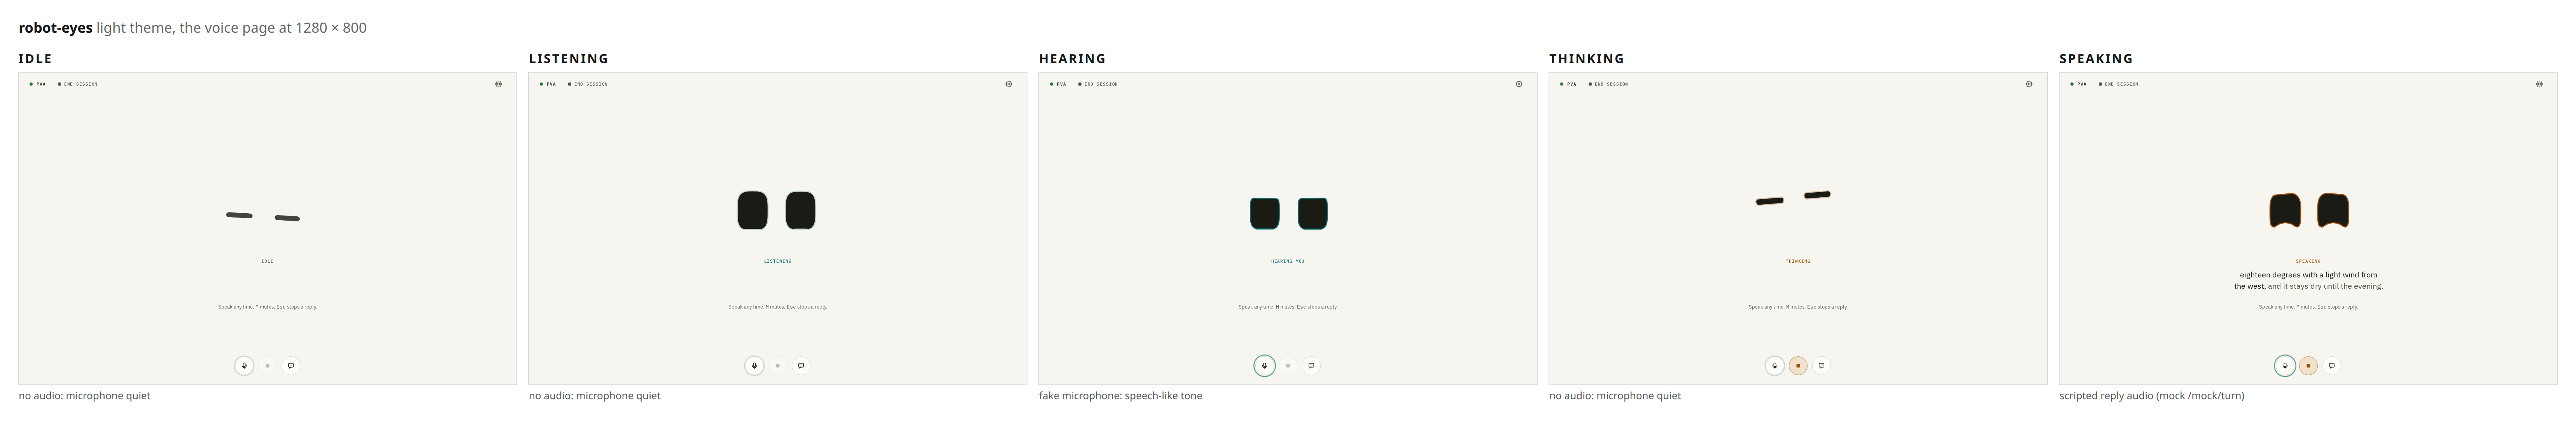 robot-eyes light theme, the voice page at 1280 × 800
IDLE
PVA END SESSION
IDLE
Speak any time. M mutes, Esc stops a reply.
no audio: microphone quiet
LISTENING
PVA END SESSION
LISTENING
Speak any time. M mutes, Esc stops a reply.
no audio: microphone quiet
HEARING
PVA END SESSION
HEARING YOU
Speak any time. M mutes, Esc stops a reply.
fake microphone: speech-like tone
THINKING
PVA END SESSION
THINKING
Speak any time. M mutes, Esc stops a reply.
no audio: microphone quiet
SPEAKING
PVA END SESSION
SPEAKING
eighteen degrees with a light wind from
the west, and it stays dry until the evening.
Speak any time. M mutes, Esc stops a reply.
scripted reply audio (mock /mock/turn)